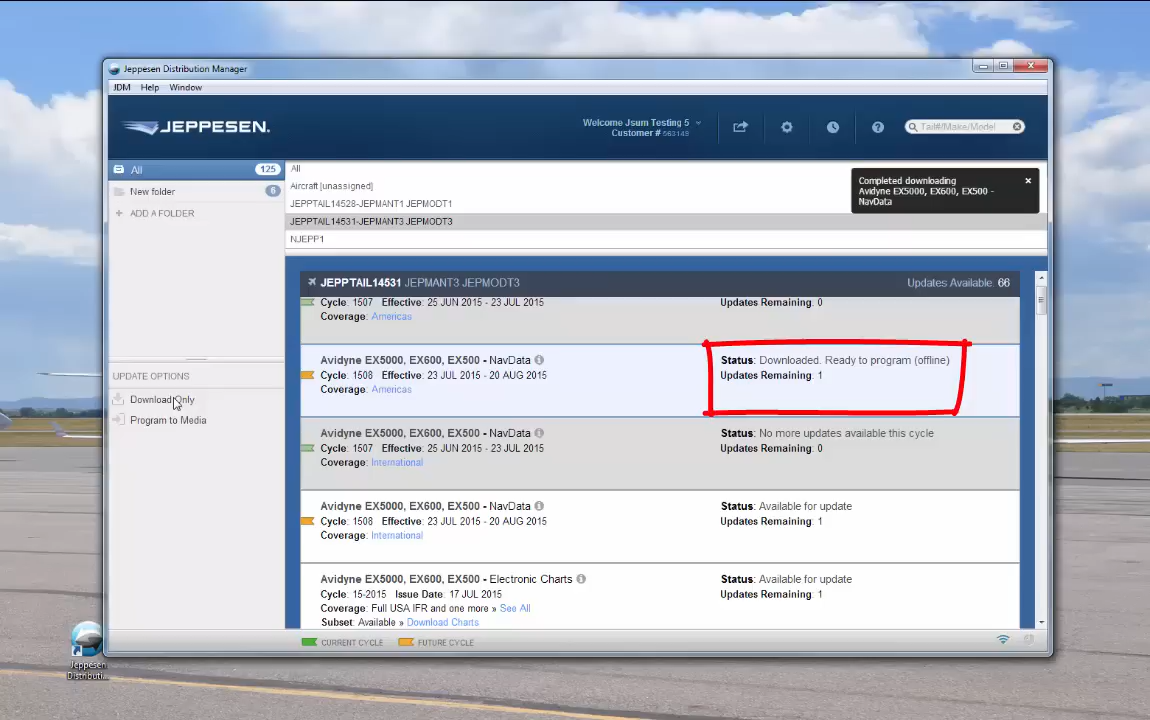 Jeppesen Distribution Manager
JDM Help Window
JEPPESEN.
Welcome Jsum Testing 5
Customer # 563148
Tail#/Make/Model
All 125
New folder 6
+ ADD A FOLDER
All
Aircraft [unassigned]
JEPPTAIL14528-JEPMANT1 JEPMODT1
JEPPTAIL14531-JEPMANT3 JEPMODT3
NJEPP1
Completed downloading
Avidyne EX5000, EX600, EX500 -
NavData
JEPPTAIL14531 JEPMANT3 JEPMODT3 Updates Available: 66
Cycle: 1507 Effective: 25 JUN 2015 - 23 JUL 2015 Updates Remaining: 0
Coverage: Americas
Avidyne EX5000, EX600, EX500 - NavData Status: Downloaded. Ready to program (offline)
Cycle: 1508 Effective: 23 JUL 2015 - 20 AUG 2015 Updates Remaining: 1
Coverage: Americas
Avidyne EX5000, EX600, EX500 - NavData Status: No more updates available this cycle
Cycle: 1507 Effective: 25 JUN 2015 - 23 JUL 2015 Updates Remaining: 0
Coverage: International
Avidyne EX5000, EX600, EX500 - NavData Status: Available for update
Cycle: 1508 Effective: 23 JUL 2015 - 20 AUG 2015 Updates Remaining: 1
Coverage: International
Avidyne EX5000, EX600, EX500 - Electronic Charts Status: Available for update
Cycle: 15-2015 Issue Date: 17 JUL 2015 Updates Remaining: 1
Coverage: Full USA IFR and one more » See All
Subset: Available » Download Charts
UPDATE OPTIONS
Download Only
Program to Media
CURRENT CYCLE FUTURE CYCLE
Jeppesen
Distributi...